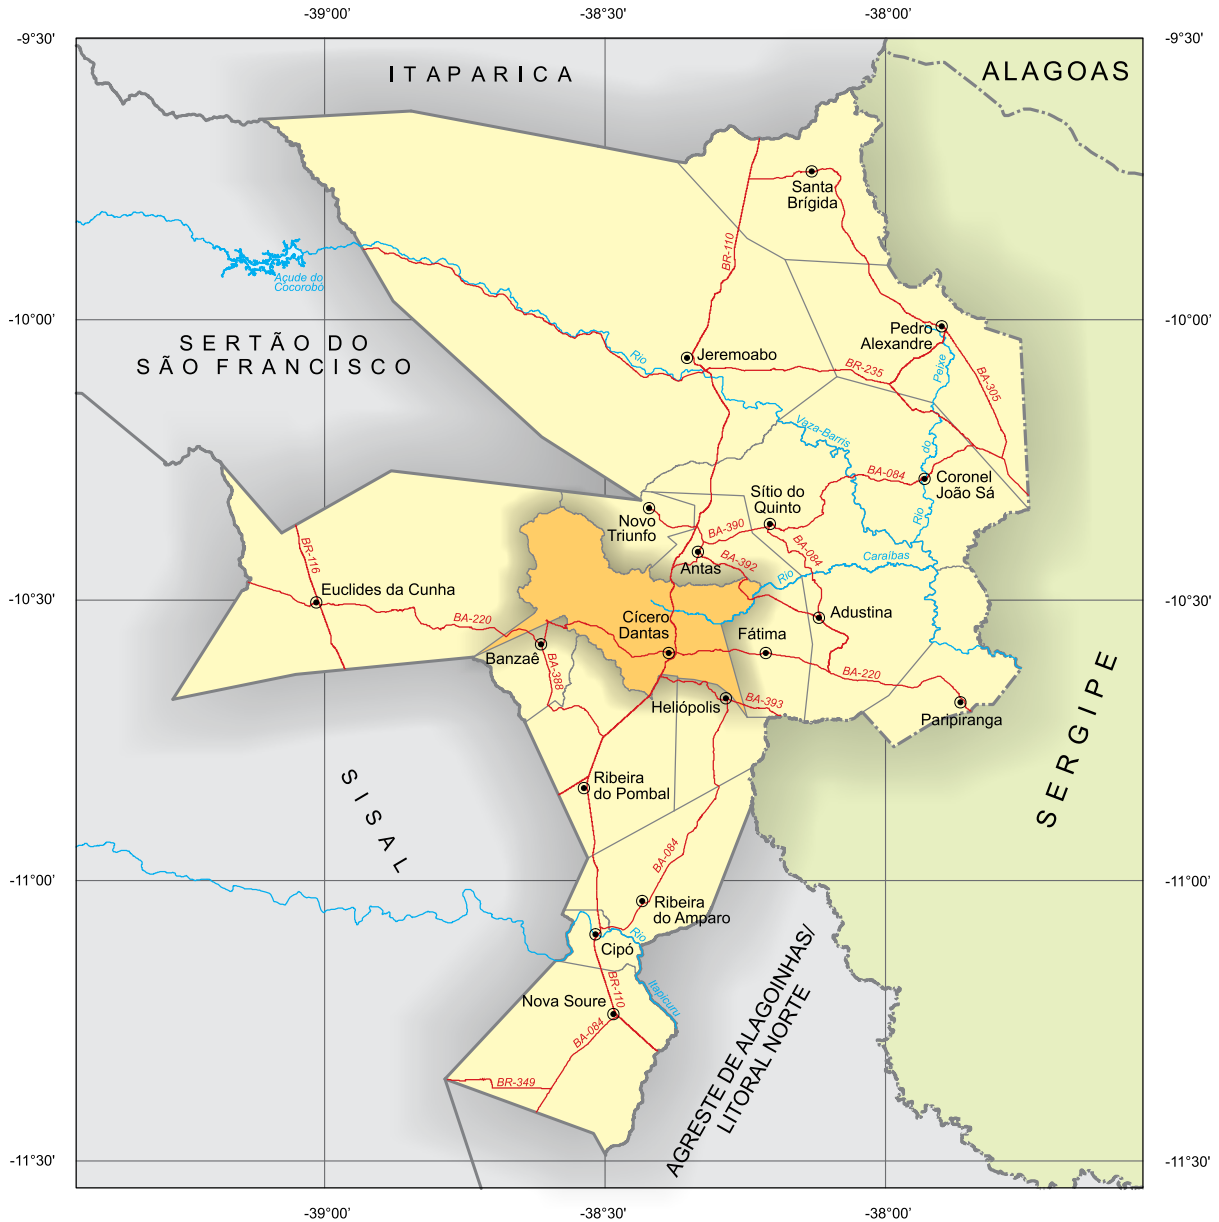 -39°00'
-38°30'
-38°00'
-9°30'
-9°30'
ITAPARICA
ALAGOAS
Santa
Brígida
BR-110
Açude do
Cocorobó
-10°00'
-10°00'
SERTÃO DO
SÃO FRANCISCO
Pedro
Alexandre
Jeremoabo
Rio
BR-235
Peixe
BA-305
Vaza-Barris
do
BA-084
Coronel
João Sá
Sítio do
Quinto
Novo
Triunfo
BA-390
Rio
BR-116
Antas
BA-392
BA-084
Caraíbas
Rio
Euclides da Cunha
-10°30'
-10°30'
BA-220
Cícero
Dantas
Adustina
Fátima
Banzaê
BA-388
BA-220
Heliópolis
BA-393
Paripiranga
SERGIPE
SISAL
Ribeira
do Pombal
BA-084
-11°00'
-11°00'
Ribeira
do Amparo
Rio
Cipó
BR-110
Itapicuru
Nova Soure
BA-084
BR-349
AGRESTE DE ALAGOINHAS/
LITORAL NORTE
-11°30'
-11°30'
-39°00'
-38°30'
-38°00'